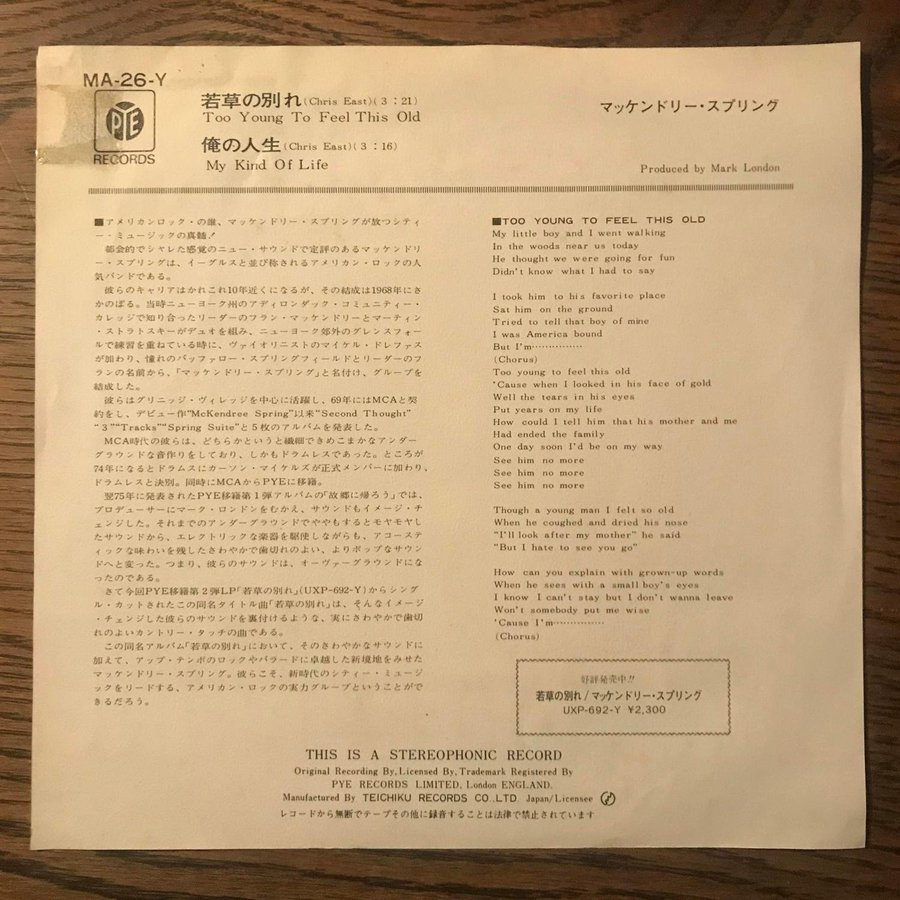 MA-26-Y
PYE
RECORDS
若草の別れ(Chris East)(3:21)
Too Young To Feel This Old
俺の人生(Chris East)(3:16)
My Kind Of Life
マッケンドリー・スプリング
Produced by Mark London
■アメリカンロック・の雄、マッケンドリー・スプリングが放つシティ
ー・ミュージックの真髄!
都会的でシャレた感覚のニュー・サウンドで定評のあるマッケンドリ
ー・スプリングは、イーグルスと並び称されるアメリカン・ロックの人
気バンドである。
彼らのキャリアはかれこれ10年近くになるが、その結成は1968年にさ
かのぼる。当時ニューヨーク州のアディロンダック・コミュニティー・
カレッジで知り合ったリーダーのフラン・マッケンドリーとマーティン
・ストラトスキーがデュオを組み、ニューヨーク郊外のグレンスフォー
ルで練習を重ねている時に、ヴァイオリニストのマイケル・ドレファス
が加わり、憧れのバッファロー・スプリングフィールドとリーダーのフ
ランの名前から、「マッケンドリー・スプリング」と名付け、グループを
結成した。
彼らはグリニッジ・ヴィレッジを中心に活躍し、69年にはMCAと契
約をし、デビュー作"McKendree Spring"以来"Second Thought"
"3""Tracks""Spring Suite"と5枚のアルバムを発表した。
MCA時代の彼らは、どちらかというと繊細できめこまかなアンダー
グラウンドな音作りをしており、しかもドラムレスであった。ところが
74年になるとドラムスにカーソン・マイケルズが正式メンバーに加わり、
ドラムレスと決別。同時にMCAからPYEに移籍。
翌75年に発表されたPYE移籍第1弾アルバムの「故郷に帰ろう」では、
プロデューサーにマーク・ロンドンをむかえ、サウンドもイメージ・チ
ェンジした。それまでのアンダーグラウンドでややもするとモヤモヤし
たサウンドから、エレクトリックな楽器を駆使しながらも、アコーステ
ィックな味わいを残したさわやかで歯切れのよい、よりポップなサウン
ドへと変った。つまり、彼らのサウンドは、オーヴァーグラウンドにな
ったのである。
さて今回PYE移籍第2弾LP「若草の別れ」(UXP-692-Y)からシング
ル・カットされたこの同名タイトル曲「若草の別れ」は、そんなイメージ
・チェンジした彼らのサウンドを裏付けるような、実にさわやかで歯切
れのよいカントリー・タッチの曲である。
この同名アルバム「若草の別れ」において、そのさわやかなサウンドに
加えて、アップ・テンポのロックやバラードに卓越した新境地をみせた
マッケンドリー・スプリング。彼らこそ、新時代のシティー・ミュージ
ックをリードする、アメリカン・ロックの実力グループということがで
きるだろう。
■TOO YOUNG TO FEEL THIS OLD
My little boy and I went walking
In the woods near us today
He thought we were going for fun
Didn't know what I had to say
I took him to his favorite place
Sat him on the ground
Tried to tell that boy of mine
I was America bound
But I'm……………
(Chorus)
Too young to feel this old
'Cause when I looked in his face of gold
Well the tears in his eyes
Put years on my life
How could I tell him that his mother and me
Had ended the family
One day soon I'd be on my way
See him no more
See him no more
See him no more
Though a young man I felt so old
When he coughed and dried his nose
"I'll look after my mother" he said
"But I hate to see you go"
How can you explain with grown-up words
When he sees with a small boy's eyes
I know I can't stay but I don't wanna leave
Won't somebody put me wise
'Cause I'm……………
(Chorus)
好評発売中!!
若草の別れ/マッケンドリー・スプリング
UXP-692-Y ¥2,300
THIS IS A STEREOPHONIC RECORD
Original Recording By, Licensed By, Trademark Registered By
PYE RECORDS LIMITED, London ENGLAND.
Manufactured By TEICHIKU RECORDS CO.,LTD. Japan/Licensee
レコードから無断でテープその他に録音することは法律で禁止されています